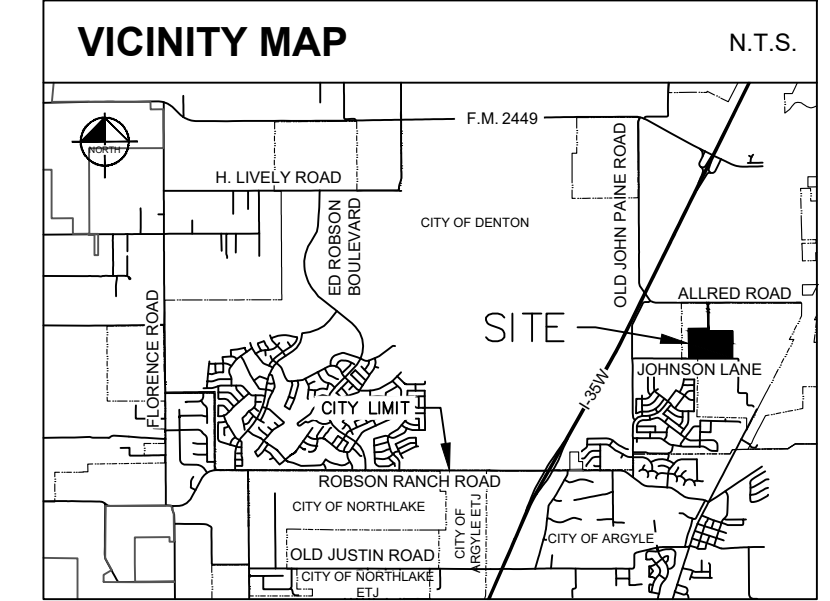 VICINITY MAP
N.T.S.
F.M. 2449
NORTH
OLD JOHN PAINE ROAD
H. LIVELY ROAD
ED ROBSON
BOULEVARD
CITY OF DENTON
FLORENCE ROAD
ALLRED ROAD
SITE
JOHNSON LANE
I-35W
CITY LIMIT
ROBSON RANCH ROAD
CITY OF NORTHLAKE
CITY OF
ARGYLE ETJ
CITY OF ARGYLE
OLD JUSTIN ROAD
CITY OF NORTHLAKE
ETJ